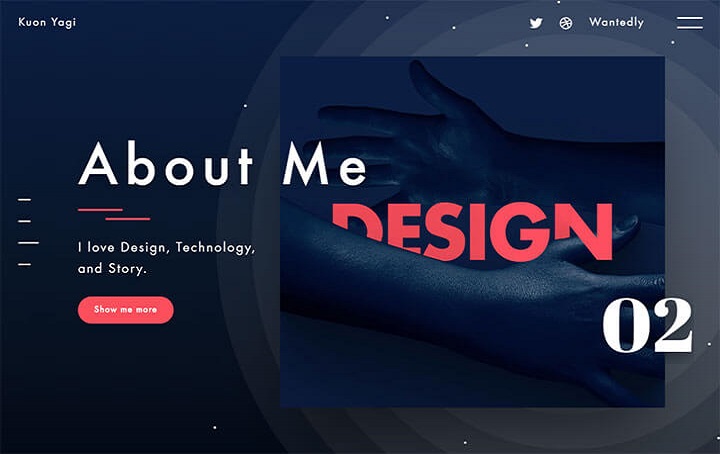 Kuon Yagi
Wantedly
About Me
DESIGN
I love Design, Technology,
and Story.
Show me more
02